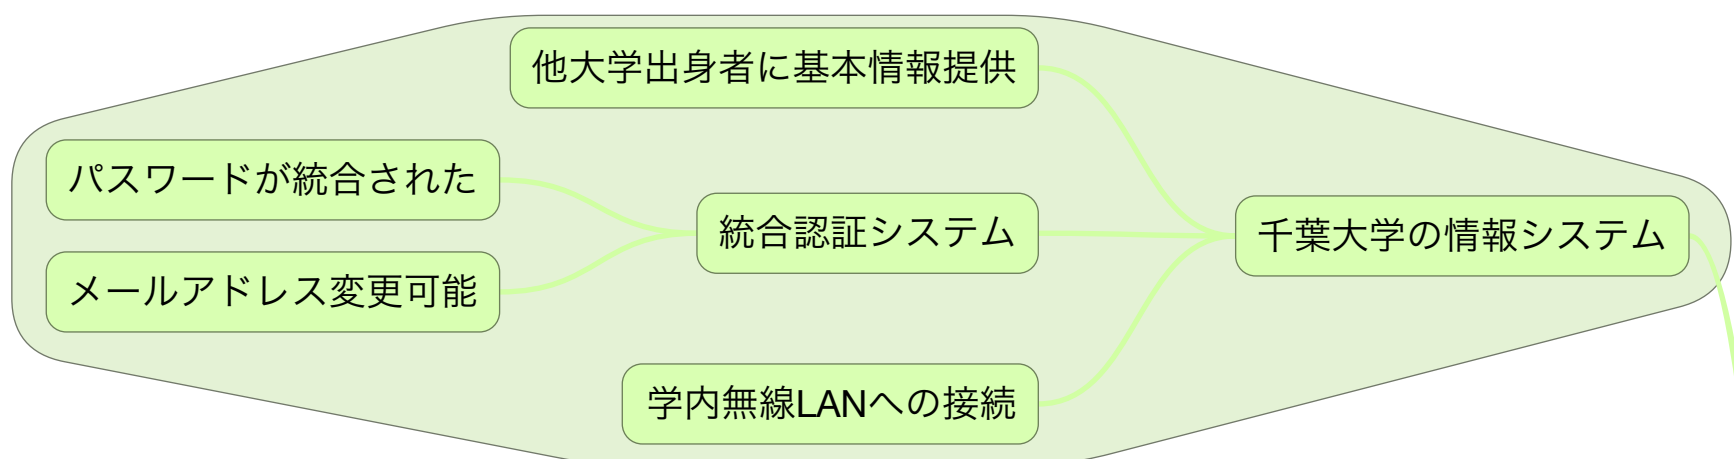 他大学出身者に基本情報提供
パスワードが統合された
統合認証システム
千葉大学の情報システム
メールアドレス変更可能
学内無線LANへの接続